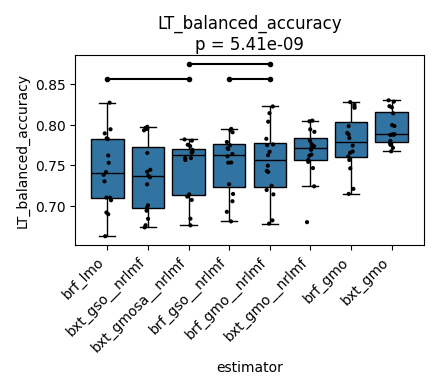 LT_balanced_accuracy
p = 5.41e-09
LT_balanced_accuracy
0.85
0.80
0.75
0.70
brf_lmo
bxt_gso__nrlmf
bxt_gmosa__nrlmf
brf_gso__nrlmf
brf_gmo__nrlmf
bxt_gmo__nrlmf
brf_gmo
bxt_gmo
estimator